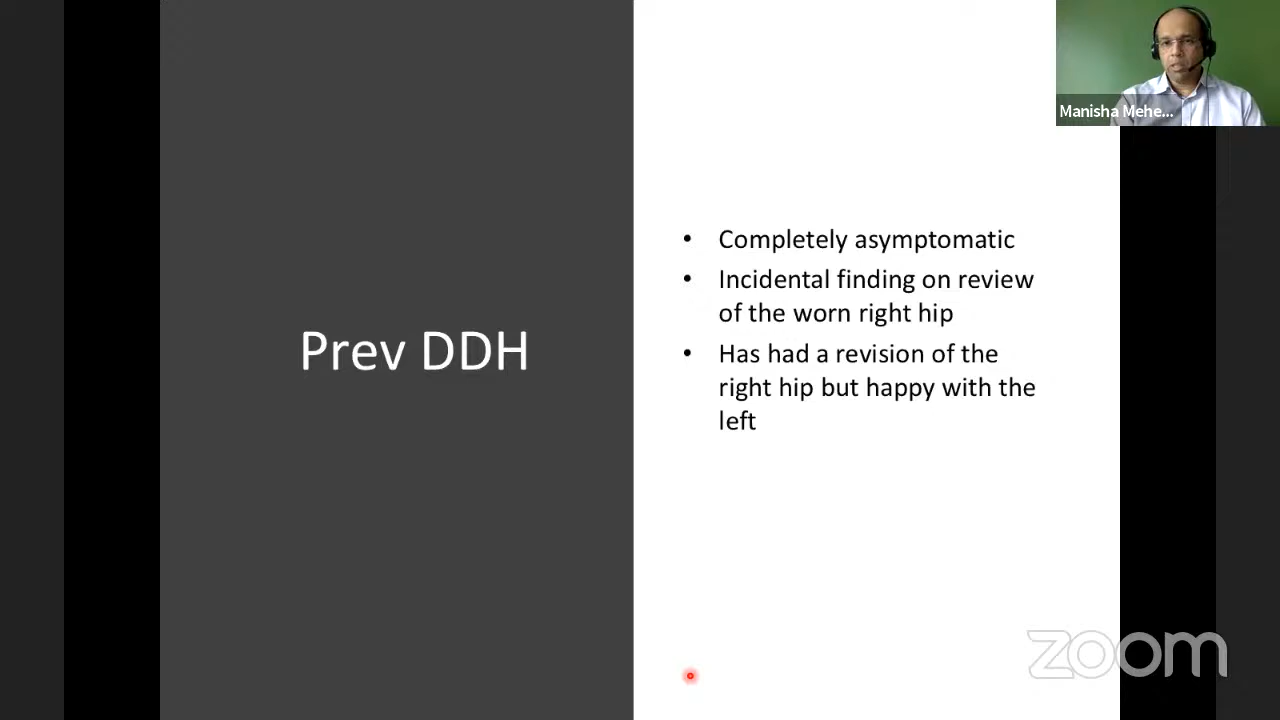 Manisha Mehe...
Prev DDH
• Completely asymptomatic
• Incidental finding on review
of the worn right hip
• Has had a revision of the
right hip but happy with the
left
zoom